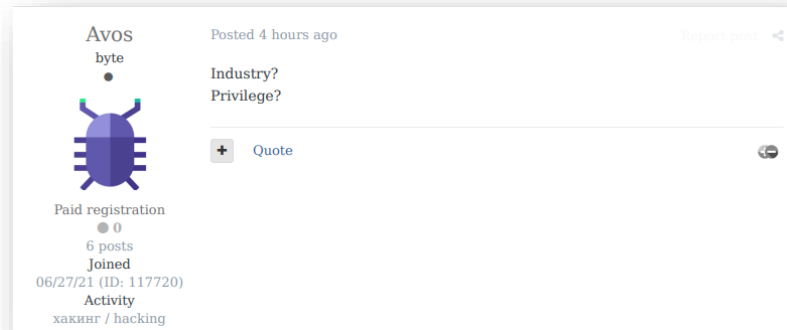 Avos
byte
Paid registration
0
6 posts
Joined
06/27/21 (ID: 117720)
Activity
хакинг / hacking
Posted 4 hours ago
Report post
Industry?
Privilege?
+ Quote